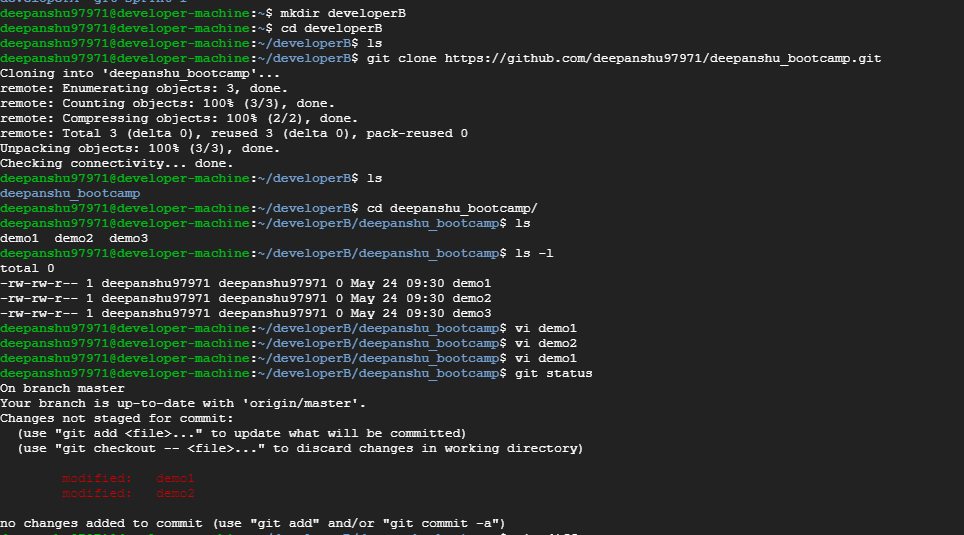 deepanshu97971@developer-machine:~$ mkdir developerB
deepanshu97971@developer-machine:~$ cd developerB
deepanshu97971@developer-machine:~/developerB$ ls
deepanshu97971@developer-machine:~/developerB$ git clone https://github.com/deepanshu97971/deepanshu_bootcamp.git
Cloning into 'deepanshu_bootcamp'...
remote: Enumerating objects: 3, done.
remote: Counting objects: 100% (3/3), done.
remote: Compressing objects: 100% (2/2), done.
remote: Total 3 (delta 0), reused 3 (delta 0), pack-reused 0
Unpacking objects: 100% (3/3), done.
Checking connectivity... done.
deepanshu97971@developer-machine:~/developerB$ ls
deepanshu_bootcamp
deepanshu97971@developer-machine:~/developerB$ cd deepanshu_bootcamp/
deepanshu97971@developer-machine:~/developerB/deepanshu_bootcamp$ ls
demo1  demo2  demo3
deepanshu97971@developer-machine:~/developerB/deepanshu_bootcamp$ ls -l
total 0
-rw-rw-r-- 1 deepanshu97971 deepanshu97971 0 May 24 09:30 demo1
-rw-rw-r-- 1 deepanshu97971 deepanshu97971 0 May 24 09:30 demo2
-rw-rw-r-- 1 deepanshu97971 deepanshu97971 0 May 24 09:30 demo3
deepanshu97971@developer-machine:~/developerB/deepanshu_bootcamp$ vi demo1
deepanshu97971@developer-machine:~/developerB/deepanshu_bootcamp$ vi demo2
deepanshu97971@developer-machine:~/developerB/deepanshu_bootcamp$ vi demo1
deepanshu97971@developer-machine:~/developerB/deepanshu_bootcamp$ git status
On branch master
Your branch is up-to-date with 'origin/master'.
Changes not staged for commit:
  (use "git add <file>..." to update what will be committed)
  (use "git checkout -- <file>..." to discard changes in working directory)
        modified:   demo1
        modified:   demo2
no changes added to commit (use "git add" and/or "git commit -a")